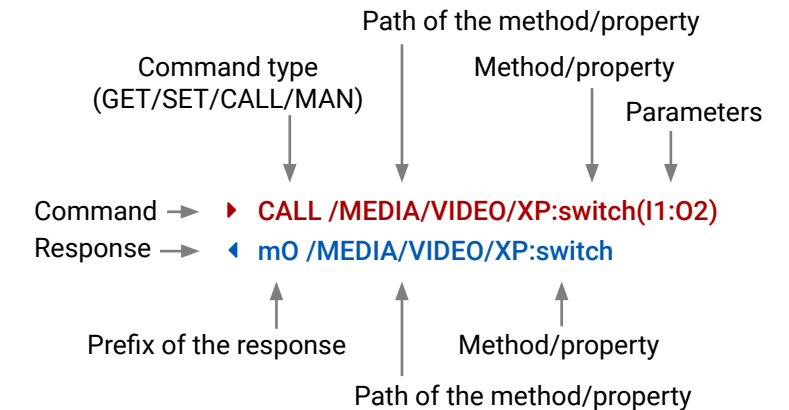 Path of the method/property
Command type
(GET/SET/CALL/MAN)
Method/property
Parameters
Command
CALL /MEDIA/VIDEO/XP:switch(I1:O2)
Response
mO /MEDIA/VIDEO/XP:switch
Prefix of the response
Method/property
Path of the method/property